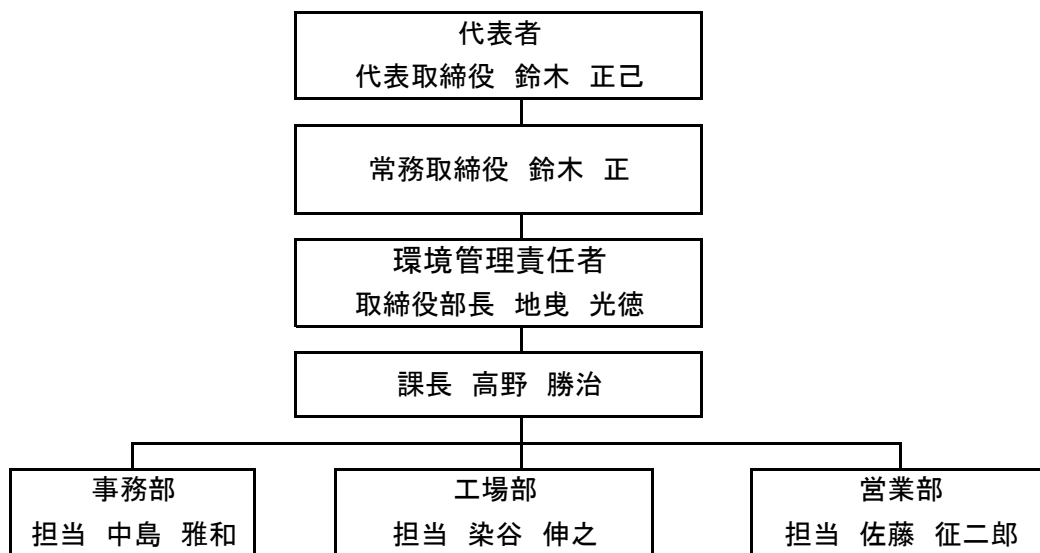 代表者
代表取締役 鈴木 正己
常務取締役 鈴木 正
環境管理責任者
取締役部長 地曵 光徳
課長 高野 勝治
事務部
担当 中島 雅和
工場部
担当 染谷 伸之
営業部
担当 佐藤 征二郎